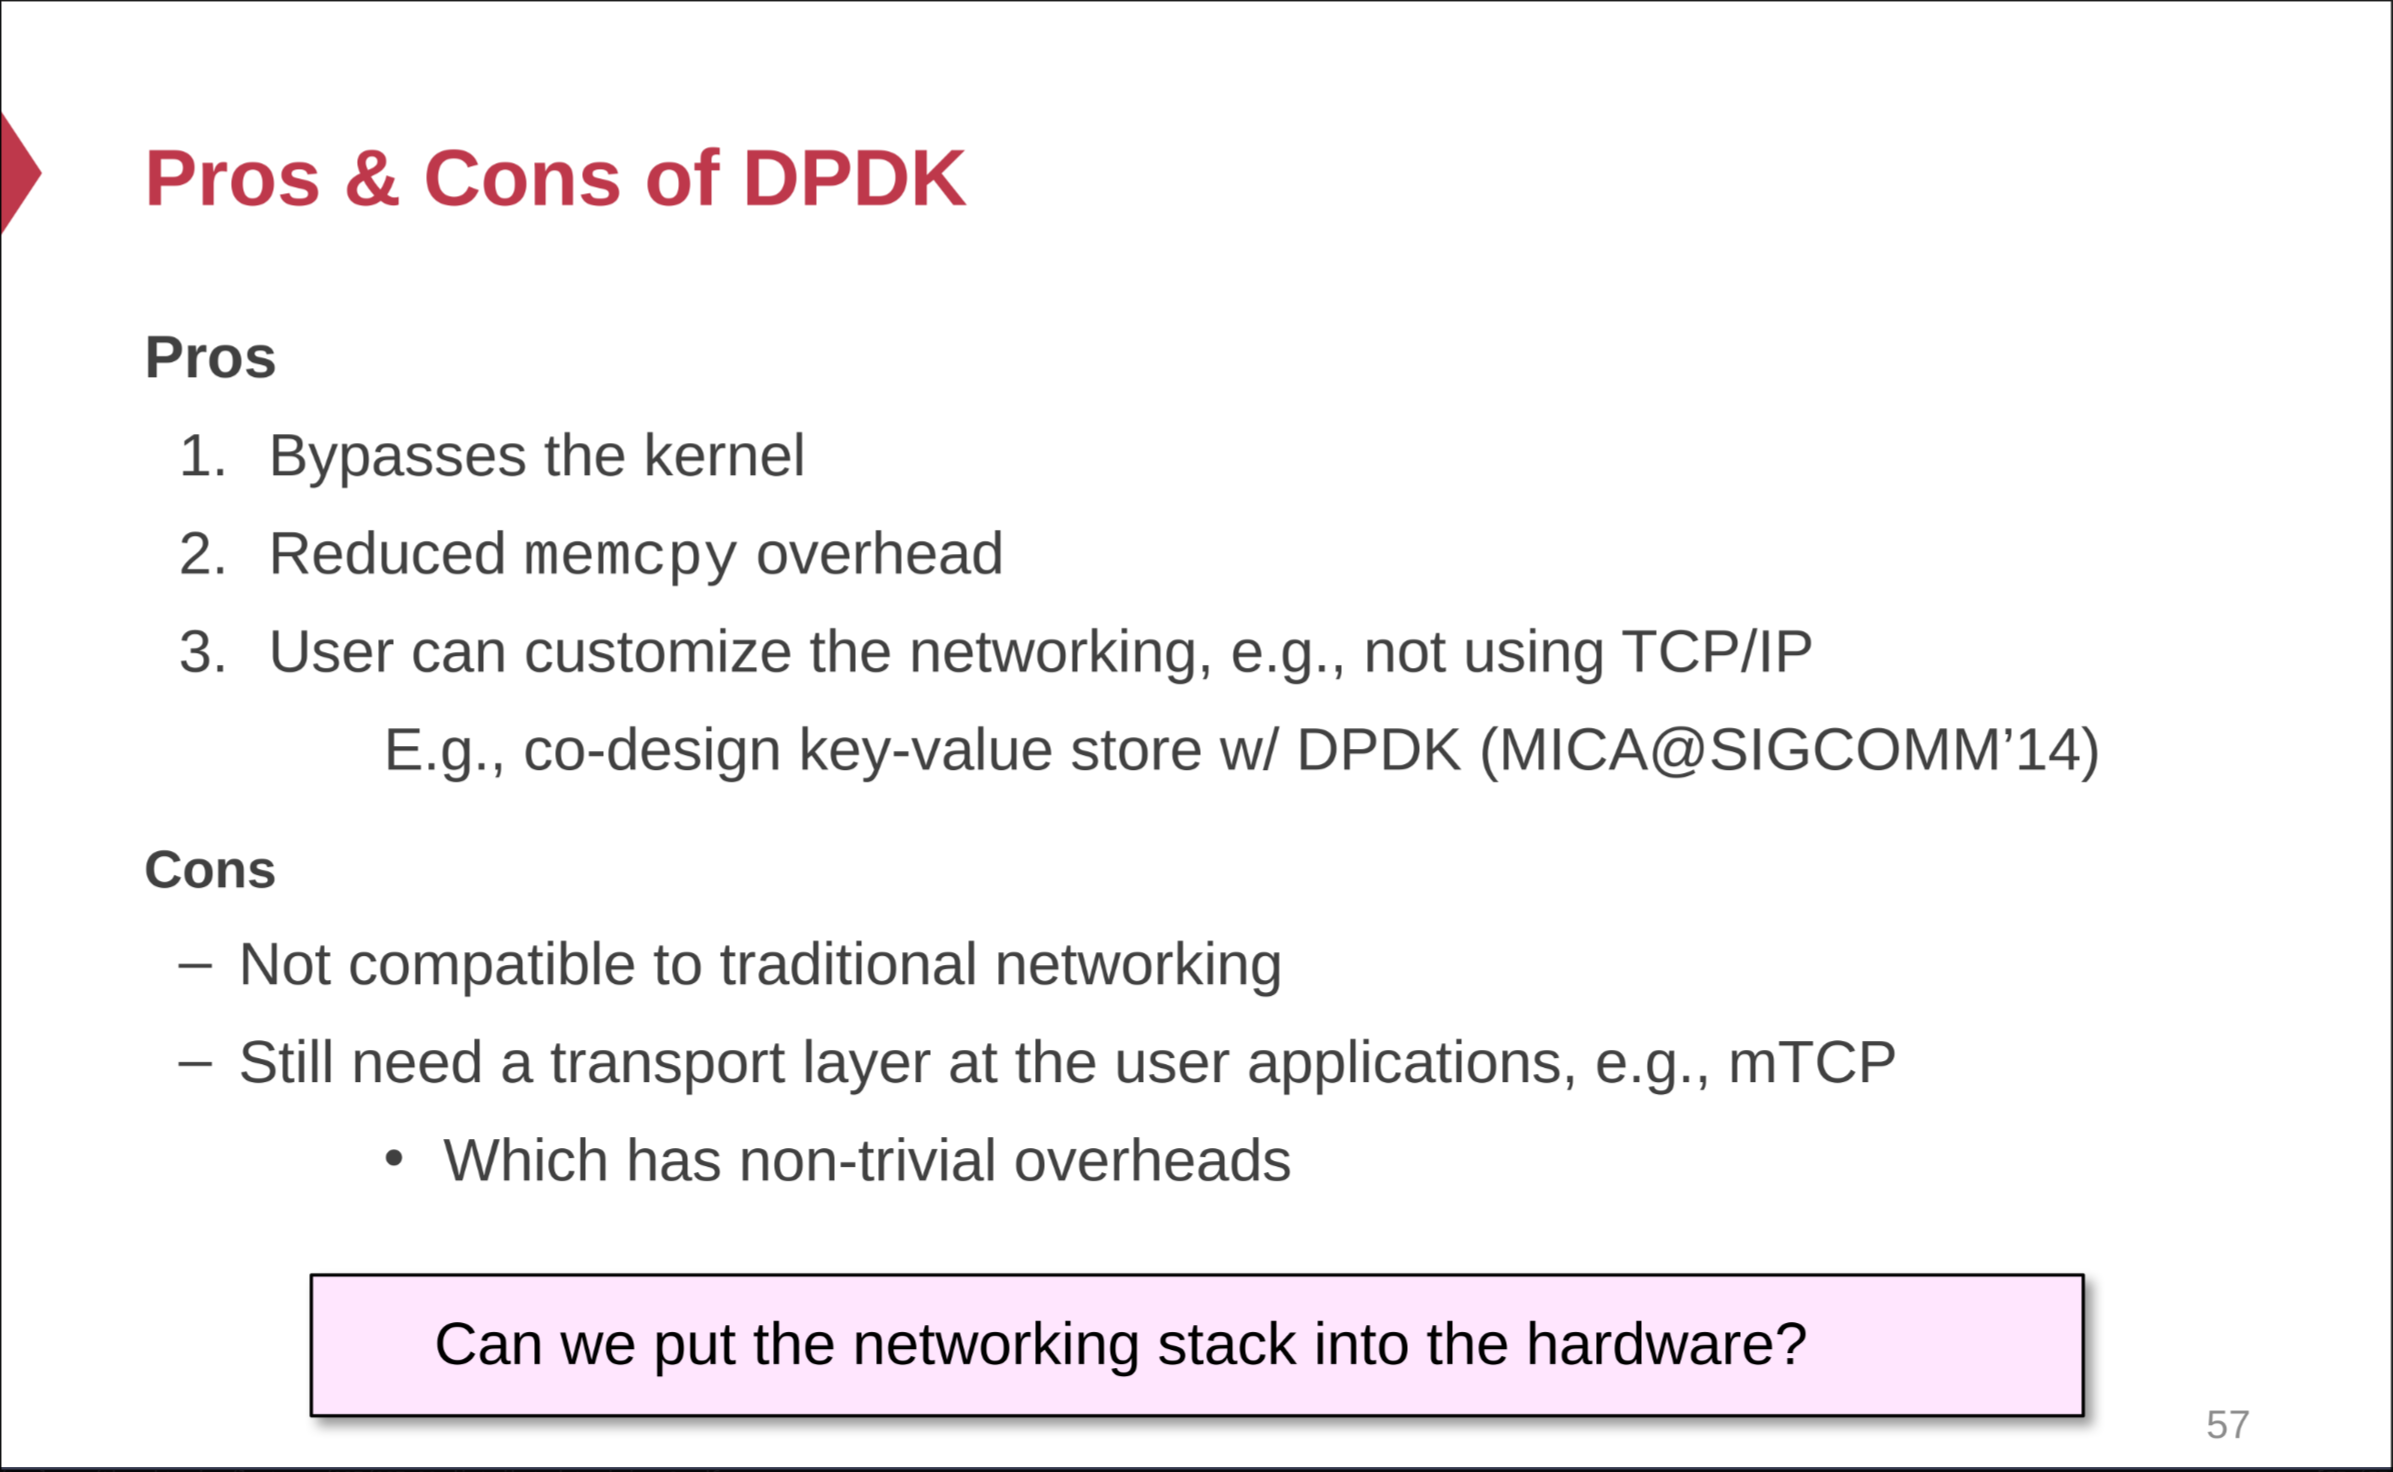 Pros & Cons of DPDK
Pros
1. Bypasses the kernel
2. Reduced memcpy overhead
3. User can customize the networking, e.g., not using TCP/IP
E.g., co-design key-value store w/ DPDK (MICA@SIGCOMM’14)
Cons
– Not compatible to traditional networking
– Still need a transport layer at the user applications, e.g., mTCP
• Which has non-trivial overheads
Can we put the networking stack into the hardware?
57